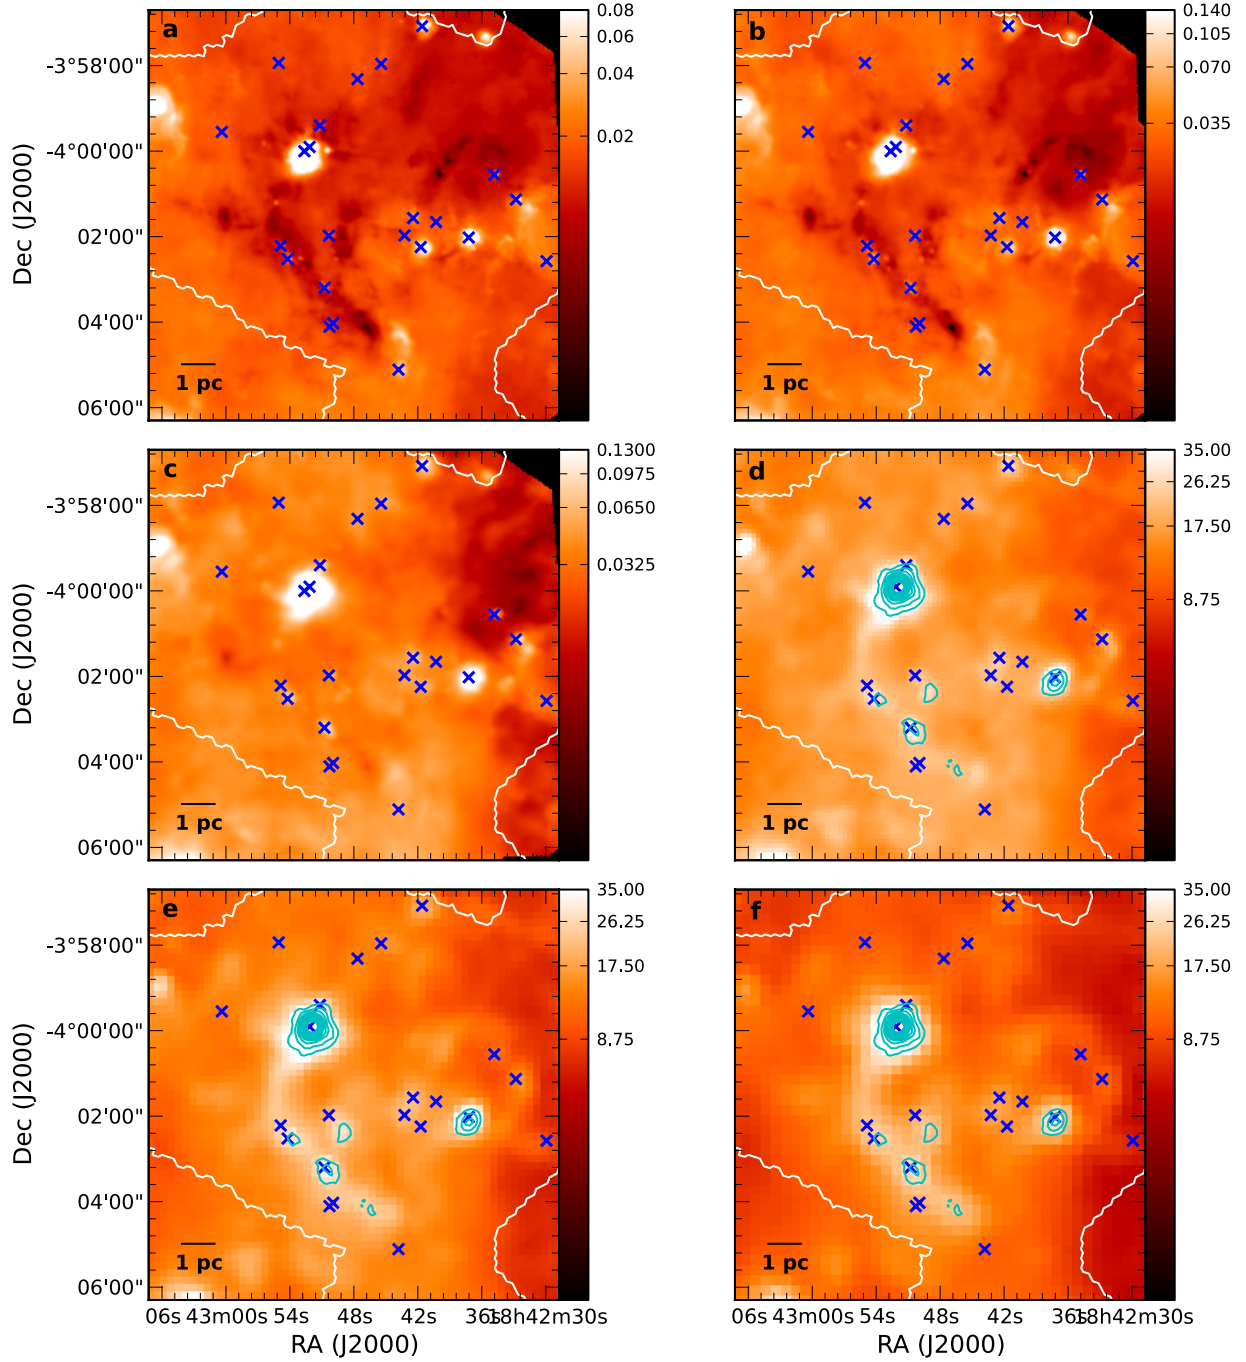 a
0.08
0.06
0.04
0.02
-3°58'00"
-4°00'00"
02'00"
04'00"
06'00"
Dec (J2000)
1 pc
b
0.140
0.105
0.070
0.035
1 pc
c
0.1300
0.0975
0.0650
0.0325
-3°58'00"
-4°00'00"
02'00"
04'00"
06'00"
Dec (J2000)
1 pc
d
35.00
26.25
17.50
8.75
1 pc
e
35.00
26.25
17.50
8.75
-3°58'00"
-4°00'00"
02'00"
04'00"
06'00"
Dec (J2000)
1 pc
06s 43m00s 54s 48s 42s 36s 18h42m30s
RA (J2000)
f
35.00
26.25
17.50
8.75
1 pc
06s 43m00s 54s 48s 42s 36s 18h42m30s
RA (J2000)